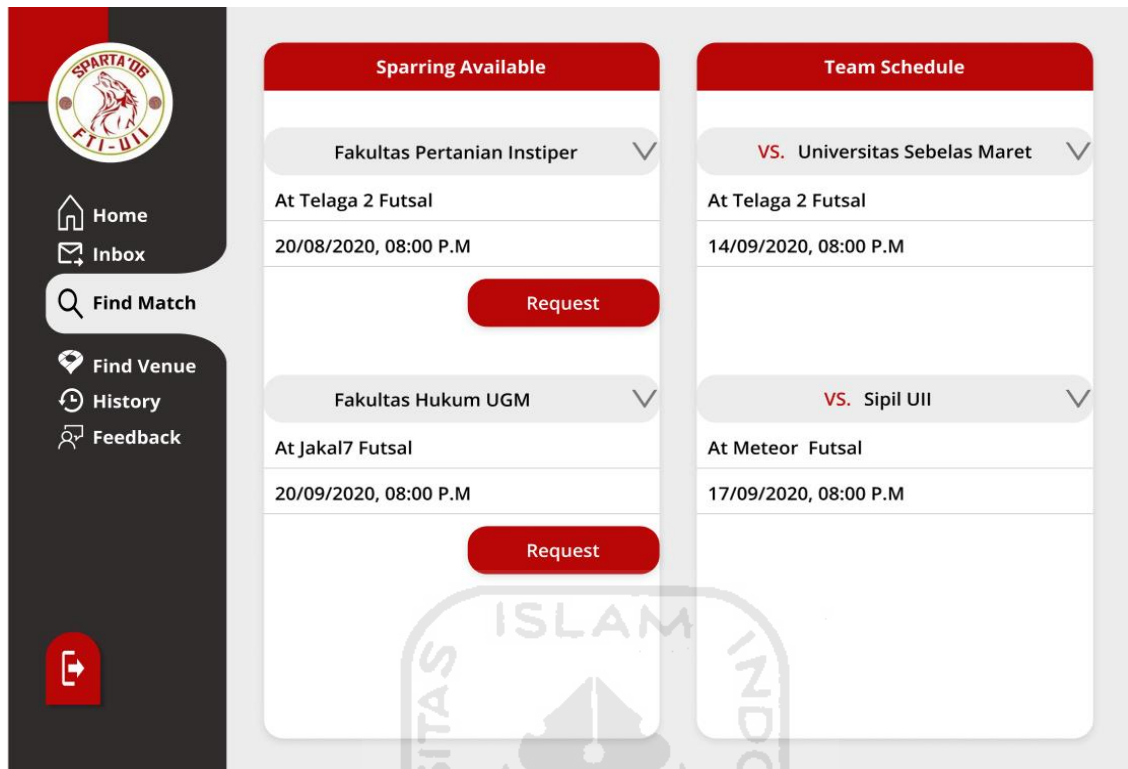 SPARTA'06
FTI-UII
Home
Inbox
Find Match
Find Venue
History
Feedback
Sparring Available
Fakultas Pertanian Instiper
At Telaga 2 Futsal
20/08/2020, 08:00 P.M
Request
Fakultas Hukum UGM
At Jakal7 Futsal
20/09/2020, 08:00 P.M
Request
Team Schedule
VS. Universitas Sebelas Maret
At Telaga 2 Futsal
14/09/2020, 08:00 P.M
VS. Sipil UII
At Meteor Futsal
17/09/2020, 08:00 P.M
SITAS ISLAM INDO